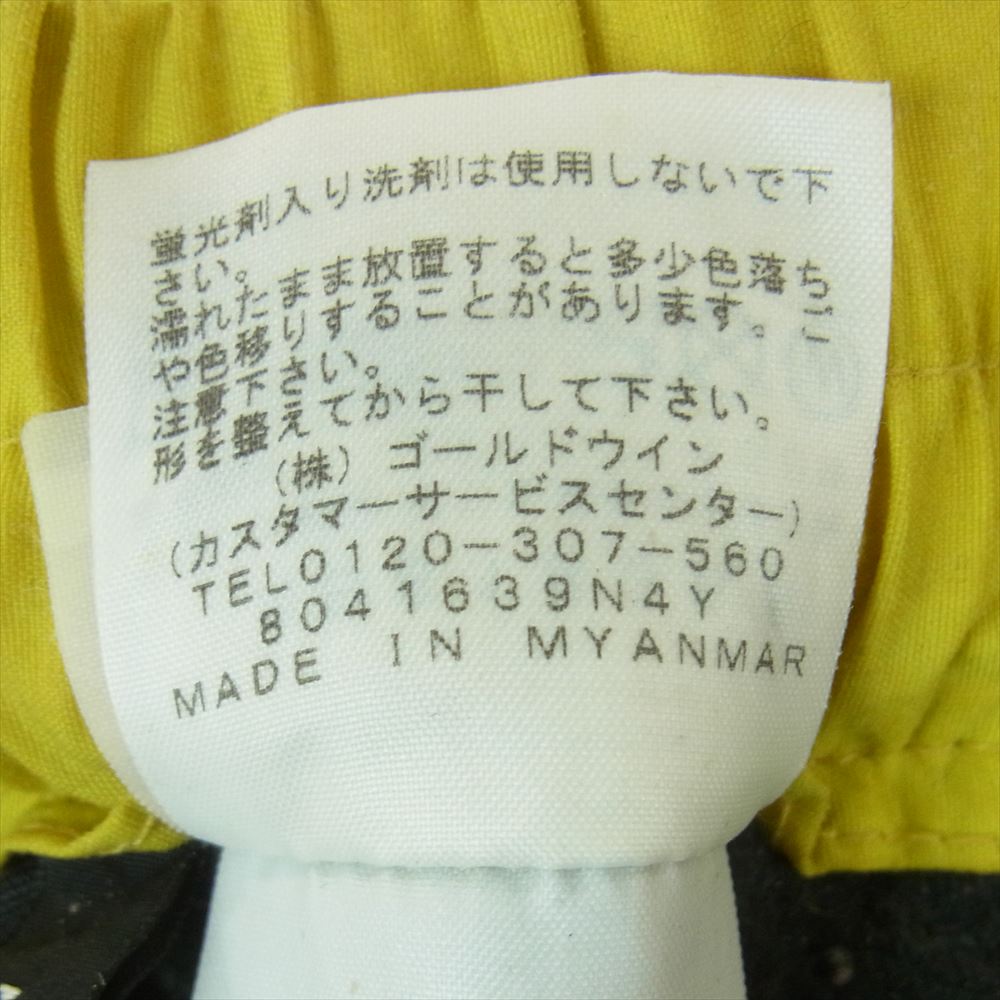 蛍光剤入り洗剤は使用しないで下
さい。
濡れたまま放置すると多少色落ち
や色移りすることがあります。ご
注意下さい。
形を整えてから干して下さい。
(株) ゴールドウイン
(カスタマーサービスセンター)
TEL0120-307-560
8041639N4Y
MADE IN MYANMAR